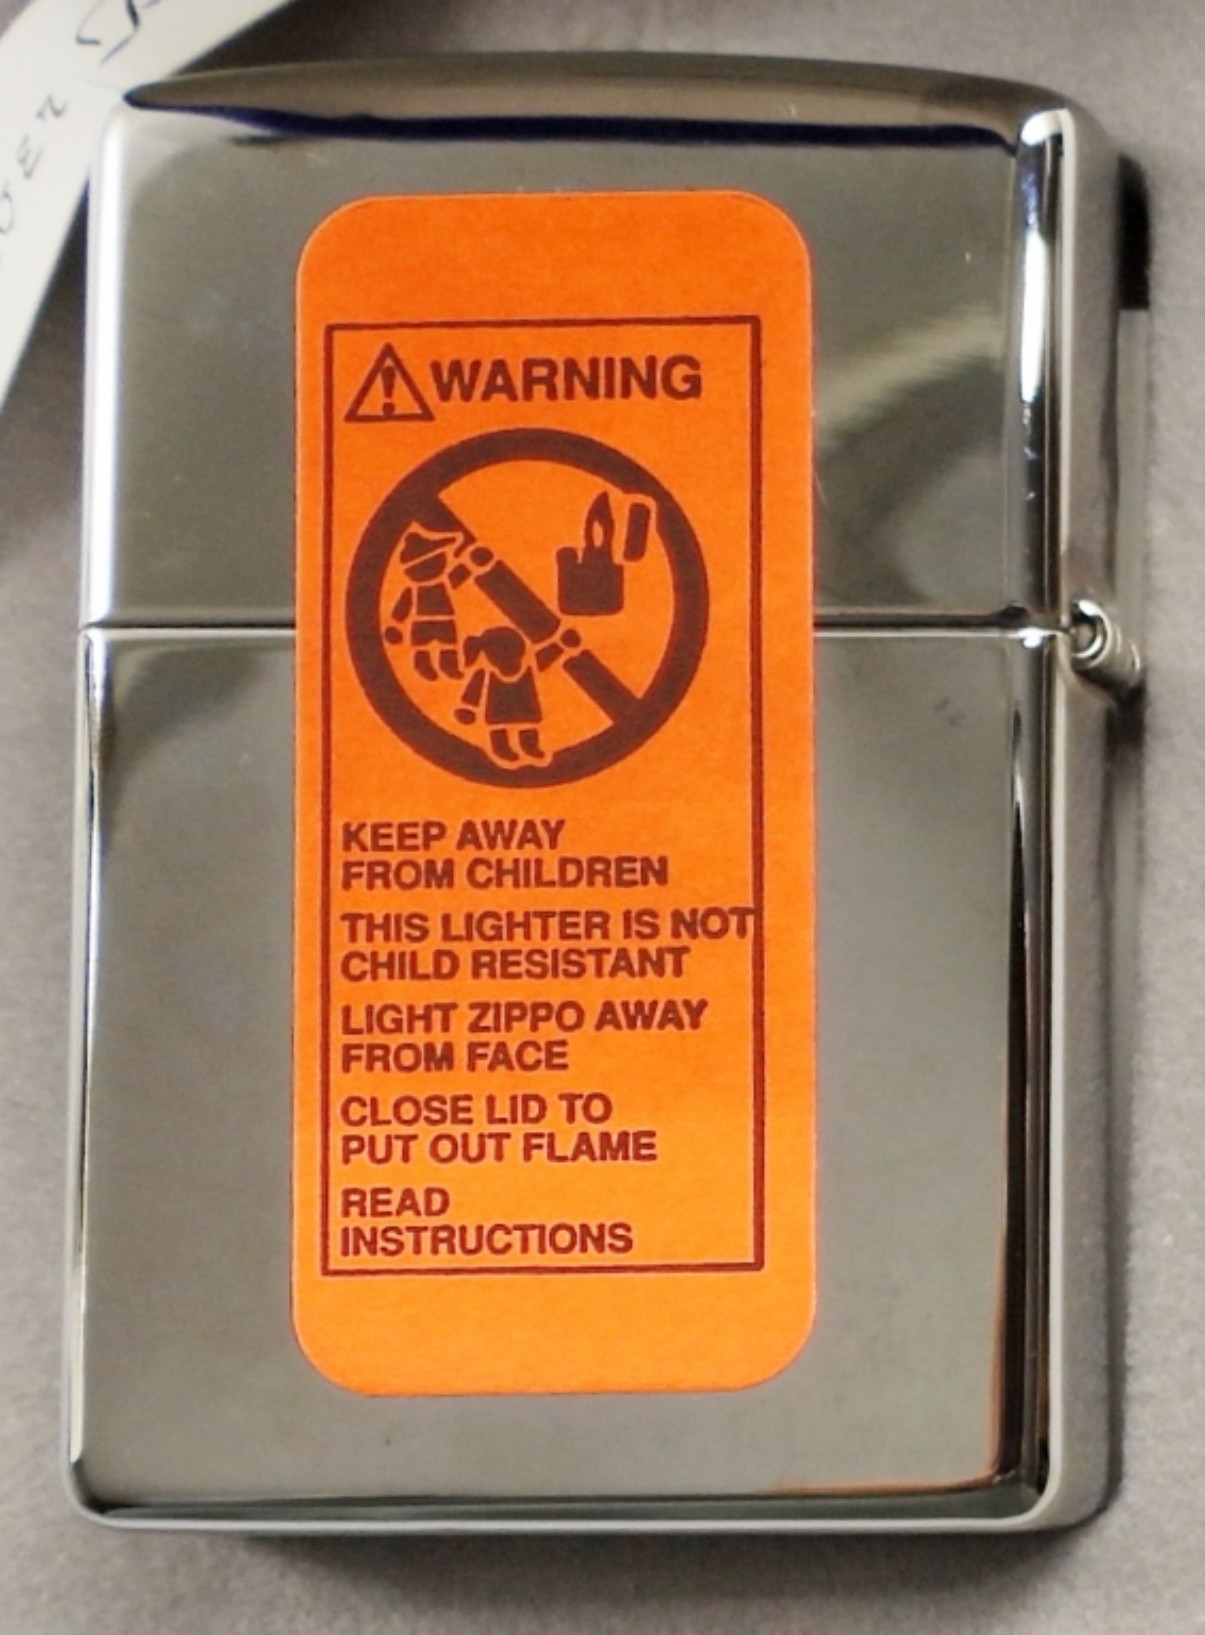 WARNING
KEEP AWAY
FROM CHILDREN
THIS LIGHTER IS NOT
CHILD RESISTANT
LIGHT ZIPPO AWAY
FROM FACE
CLOSE LID TO
PUT OUT FLAME
READ
INSTRUCTIONS